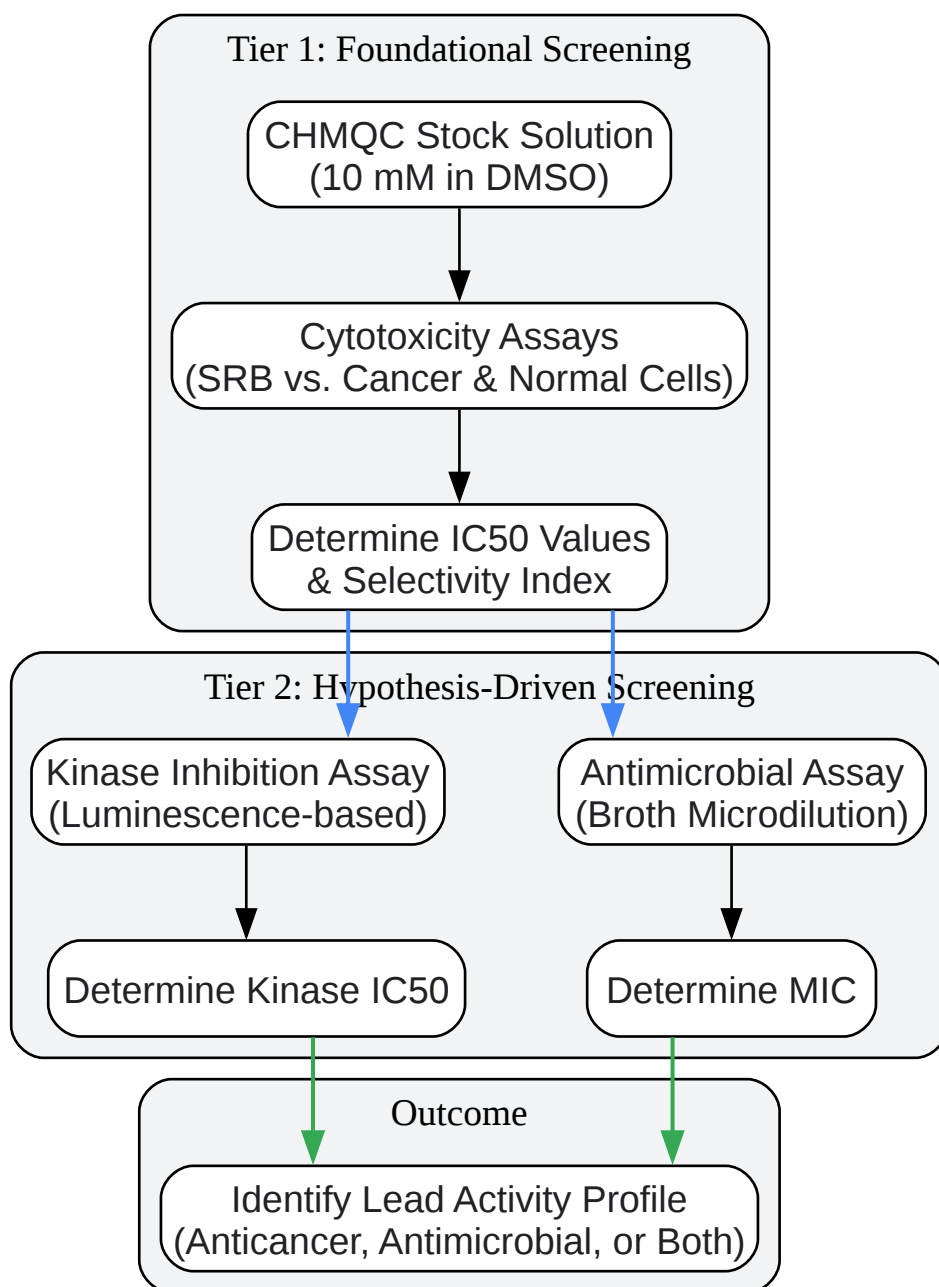 Tier 1: Foundational Screening
CHMQC Stock Solution
(10 mM in DMSO)
Cytotoxicity Assays
(SRB vs. Cancer & Normal Cells)
Determine IC50 Values
& Selectivity Index
Tier 2: Hypothesis-Driven Screening
Kinase Inhibition Assay
(Luminescence-based)
Antimicrobial Assay
(Broth Microdilution)
Determine Kinase IC50
Determine MIC
Outcome
Identify Lead Activity Profile
(Anticancer, Antimicrobial, or Both)